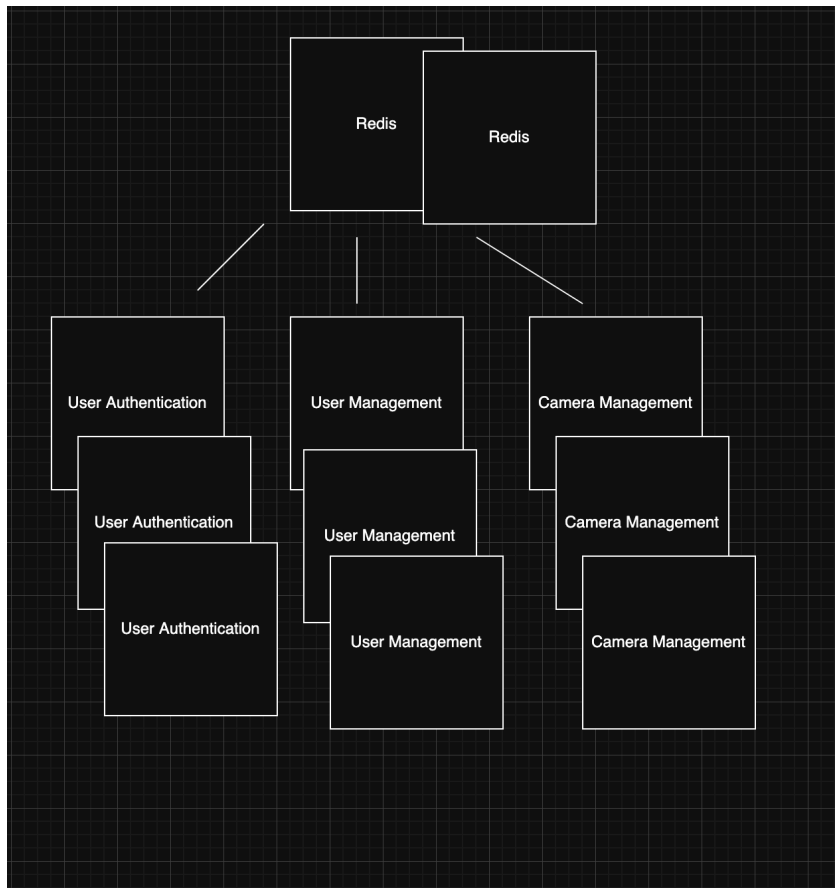 Redis
Redis
User Authentication
User Management
Camera Management
User Authentication
User Management
Camera Management
User Authentication
User Management
Camera Management